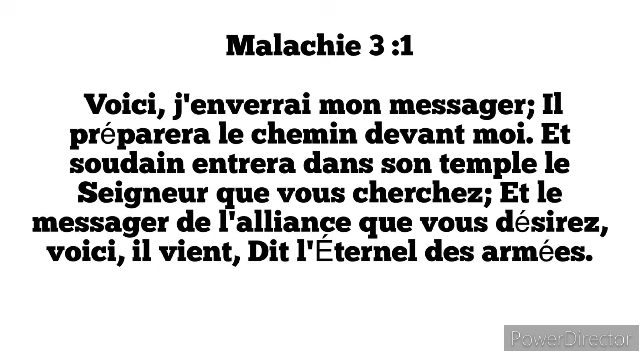 Malachie 3 :1
Voici, j'enverrai mon messager; Il
préparera le chemin devant moi. Et
soudain entrera dans son temple le
Seigneur que vous cherchez; Et le
messager de l'alliance que vous désirez,
voici, il vient, Dit l'Éternel des armées.
PowerDirector